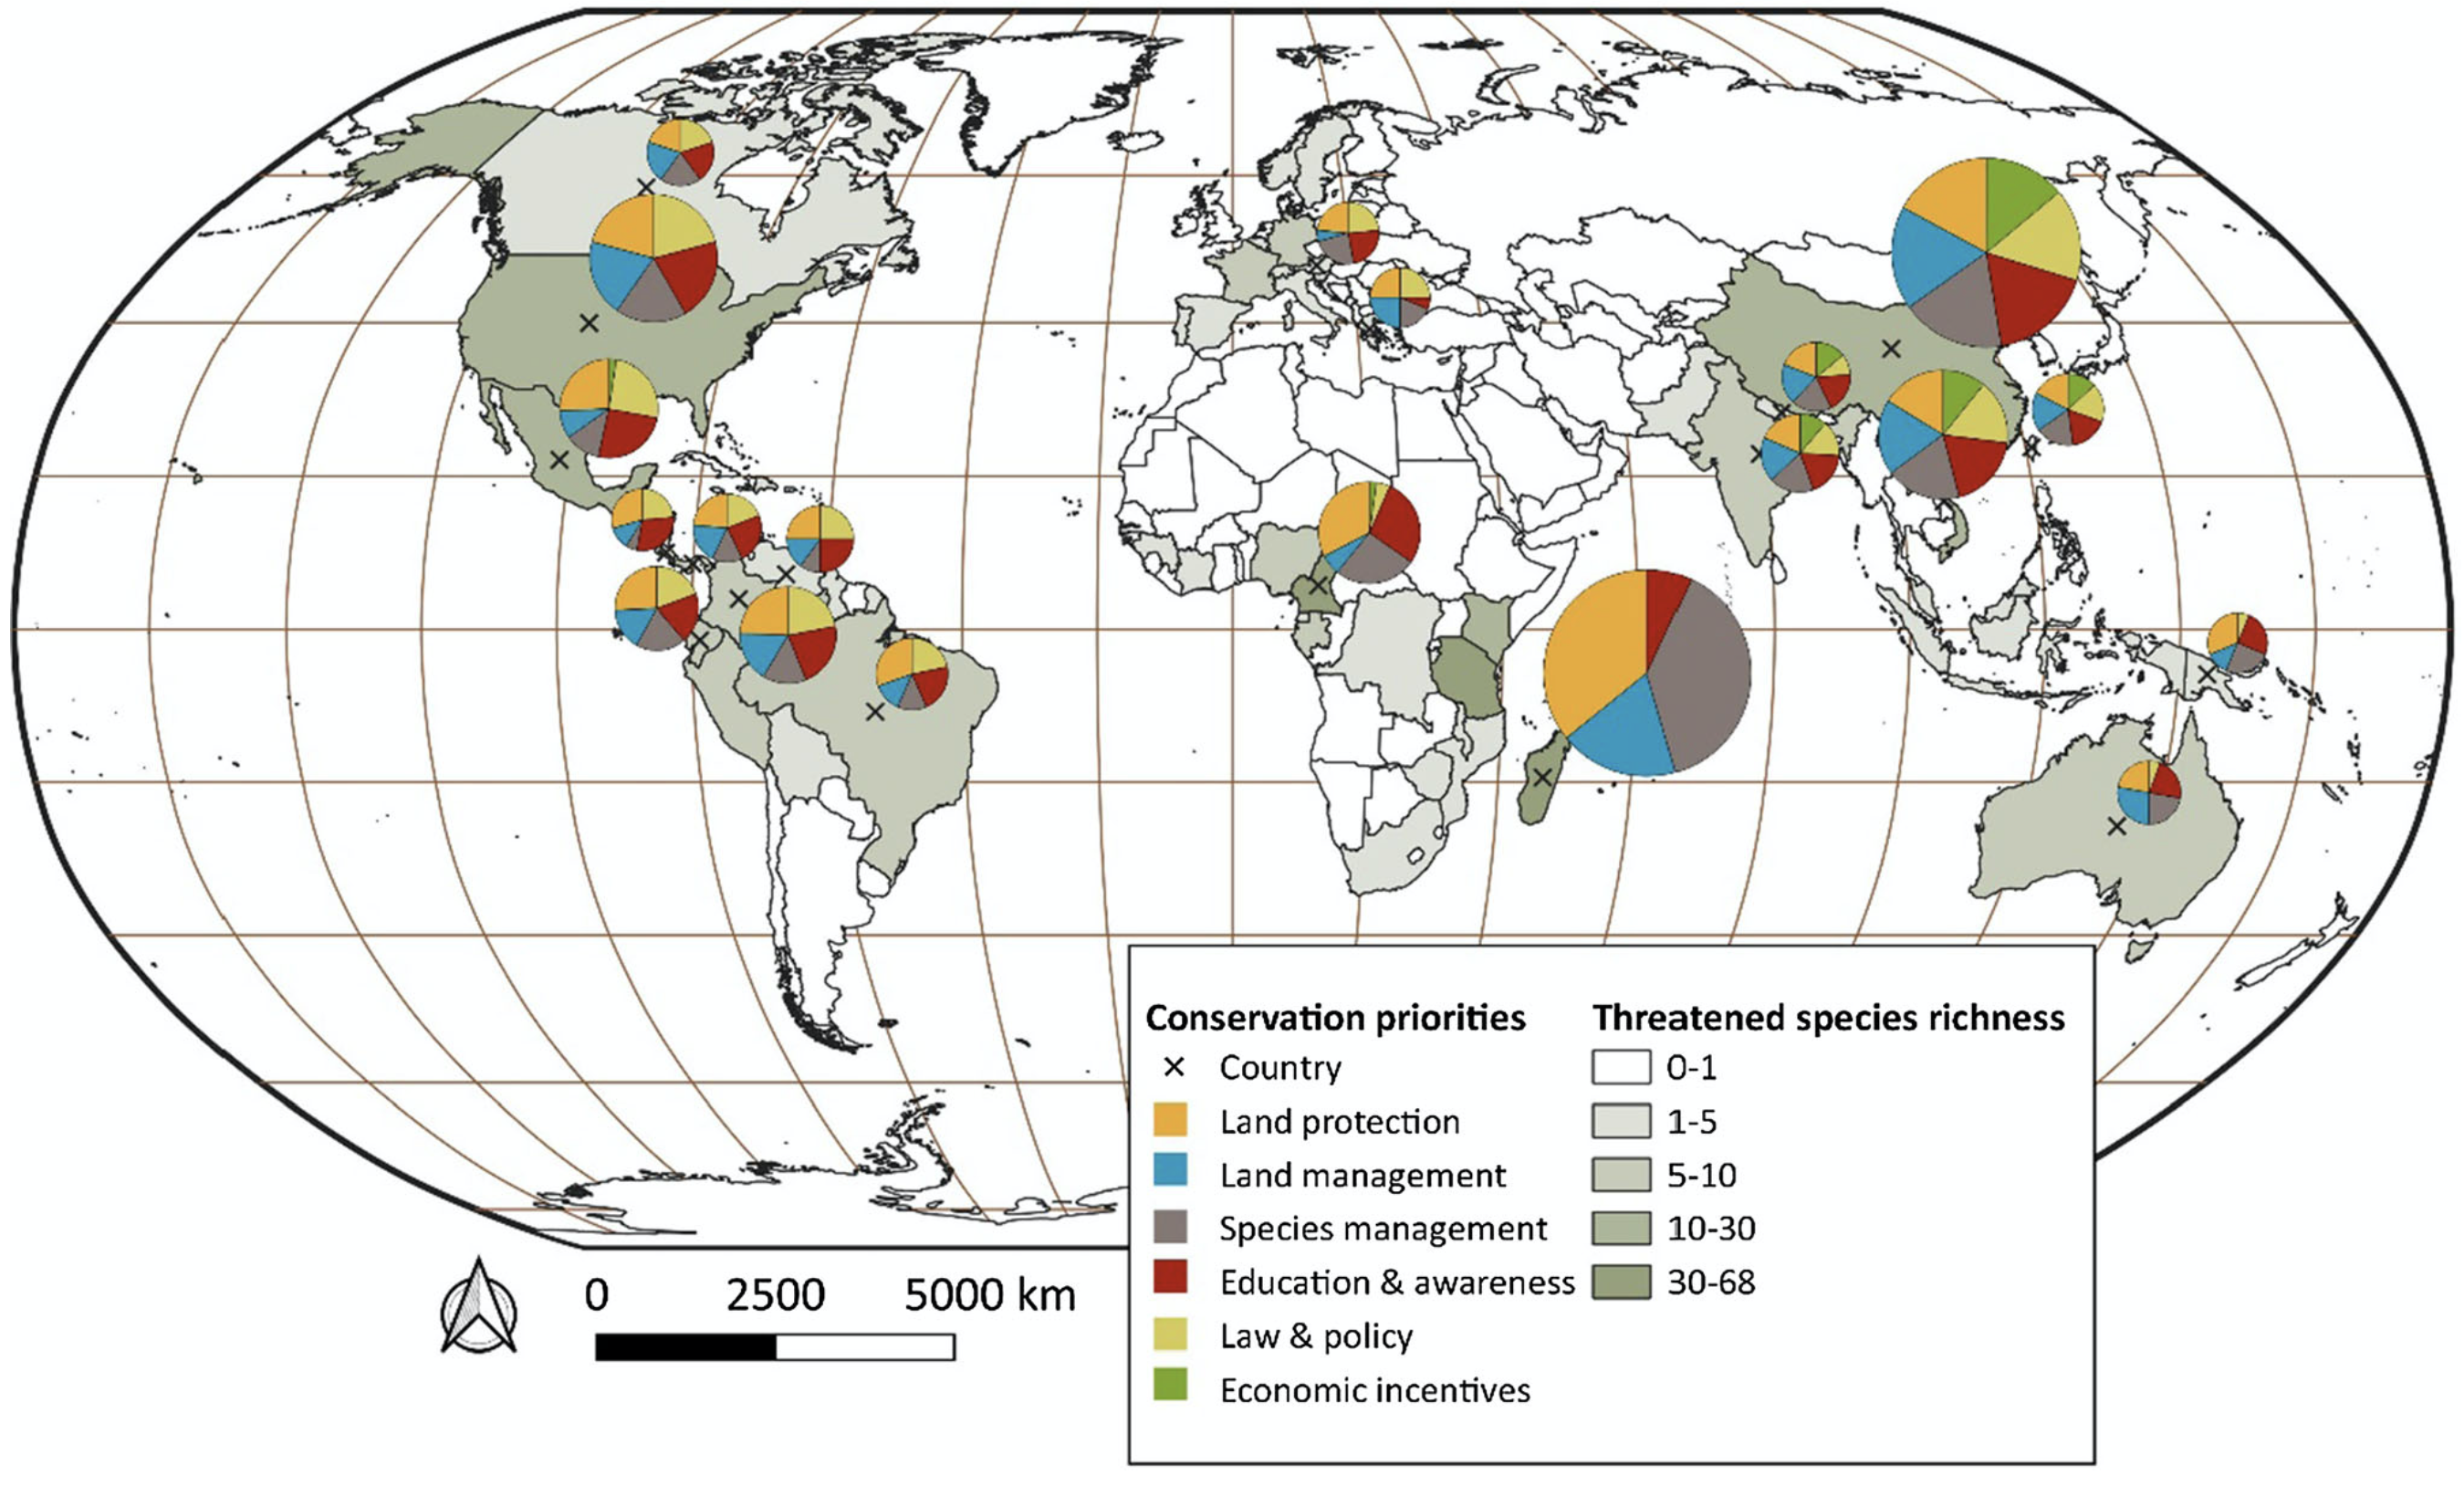 Conservation priorities
× Country
Land protection
Land management
Species management
Education & awareness
Law & policy
Economic incentives
Threatened species richness
0-1
1-5
5-10
10-30
30-68
0 2500 5000 km